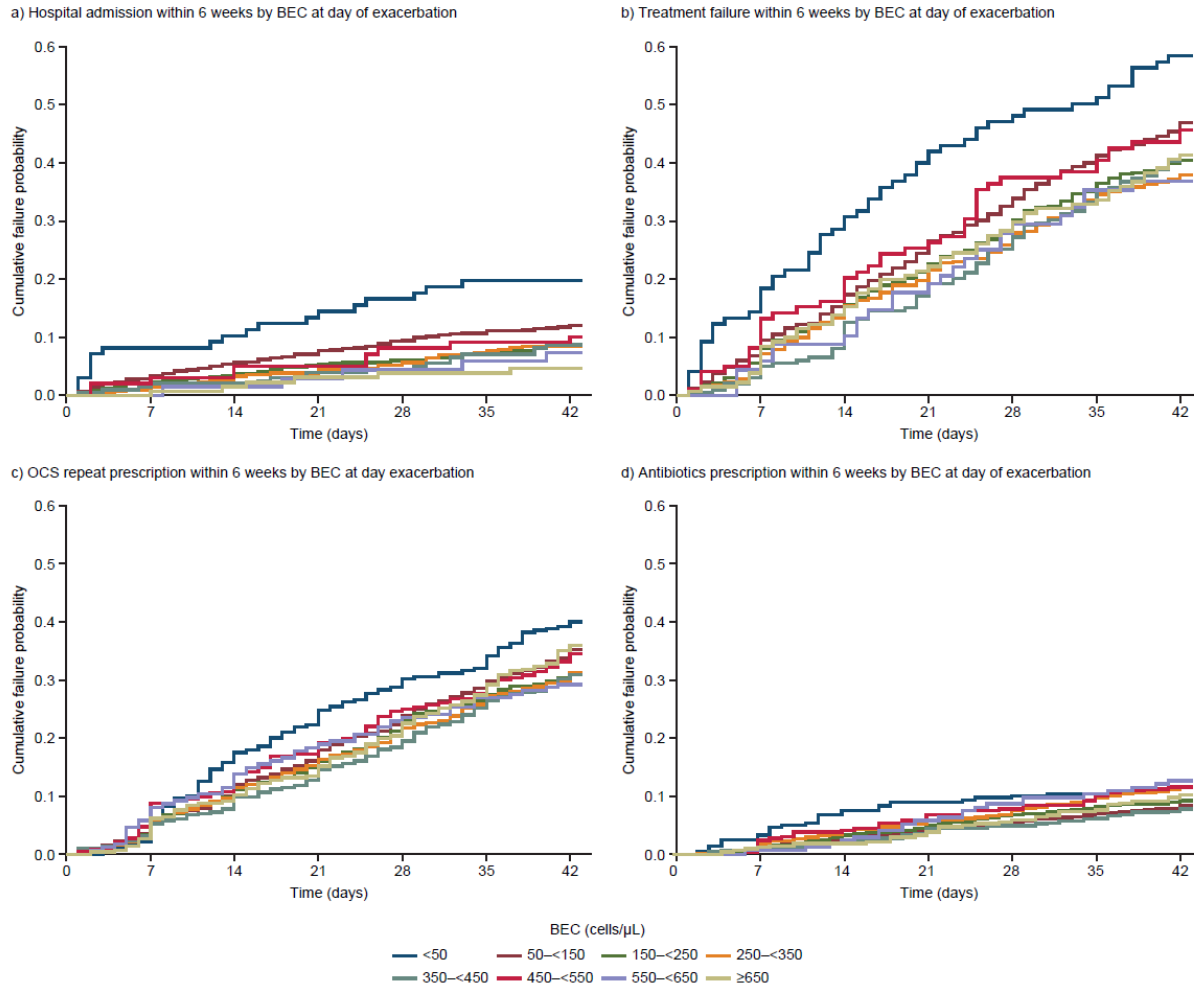 a) Hospital admission within 6 weeks by BEC at day of exacerbation
0.6
0.5
0.4
0.3
0.2
0.1
0.0
Cumulative failure probability
0 7 14 21 28 35 42
Time (days)
b) Treatment failure within 6 weeks by BEC at day of exacerbation
0.6
0.5
0.4
0.3
0.2
0.1
0.0
Cumulative failure probability
0 7 14 21 28 35 42
Time (days)
c) OCS repeat prescription within 6 weeks by BEC at day exacerbation
0.6
0.5
0.4
0.3
0.2
0.1
0.0
Cumulative failure probability
0 7 14 21 28 35 42
Time (days)
d) Antibiotics prescription within 6 weeks by BEC at day of exacerbation
0.6
0.5
0.4
0.3
0.2
0.1
0.0
Cumulative failure probability
0 7 14 21 28 35 42
Time (days)
BEC (cells/µL)
<50 50–<150 150–<250 250–<350
350–<450 450–<550 550–<650 ≥650